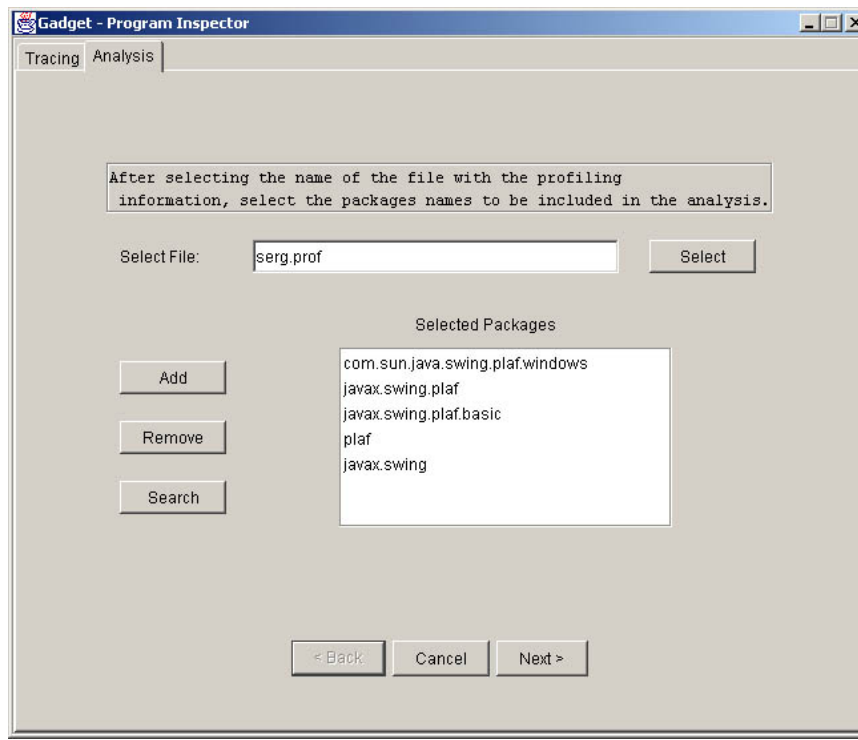 Gadget - Program Inspector
Tracing Analysis
After selecting the name of the file with the profiling
information, select the packages names to be included in the analysis.
Select File: serg.prof Select
Selected Packages
com.sun.java.swing.plaf.windows
Add
javax.swing.plaf
javax.swing.plaf.basic
Remove
plaf
javax.swing
Search
< Back Cancel Next >